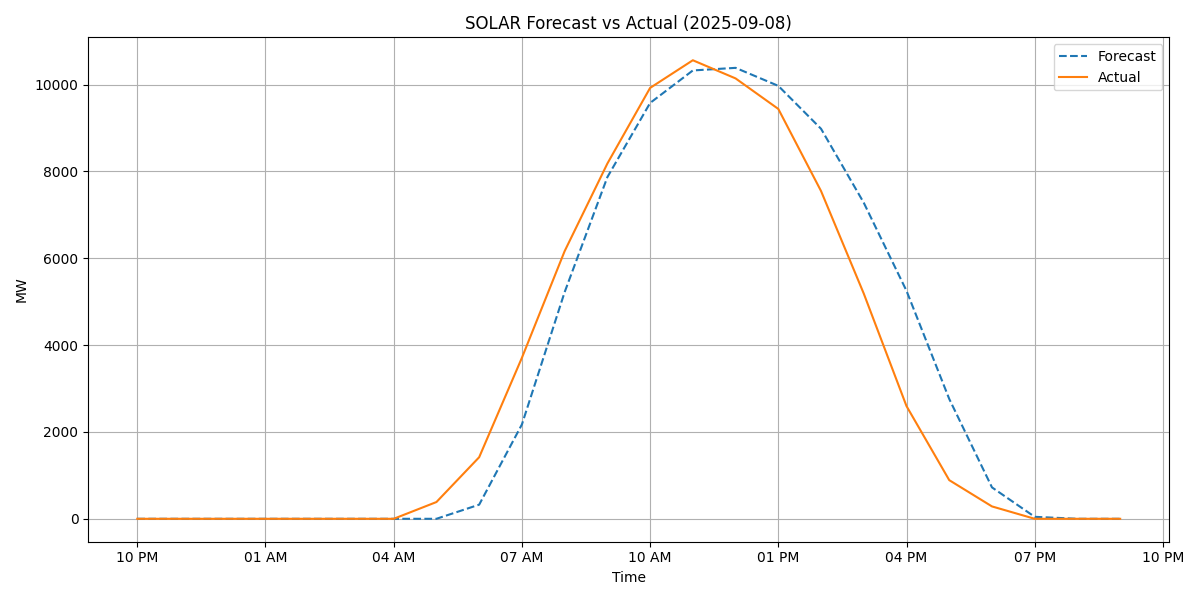 SOLAR Forecast vs Actual (2025-09-08)
Forecast
Actual
10000
8000
6000
4000
2000
0
MW
10 PM 01 AM 04 AM 07 AM 10 AM 01 PM 04 PM 07 PM 10 PM
Time